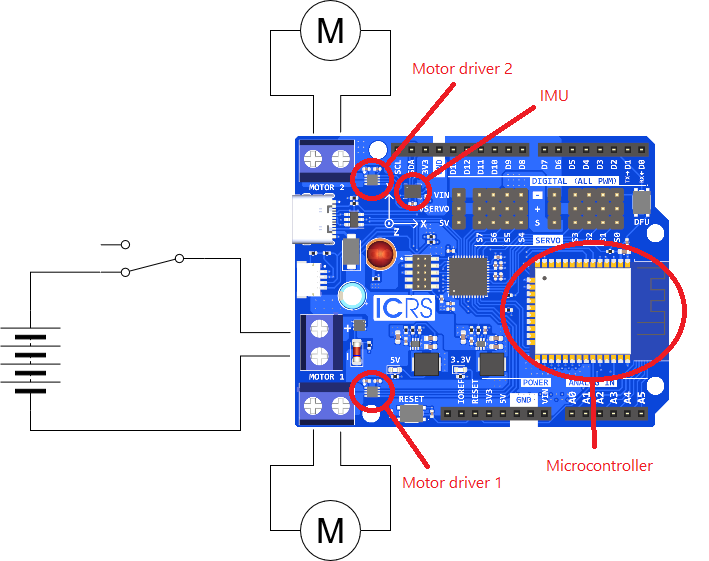 M
Motor driver 2
IMU
SCL
SDA
3V3
GND
D13
D12
D11
D10
D9
D8
D7
D6
D5
D4
D3
D2
TX→ D1
RX← D0
MOTOR 2
DIGITAL (ALL PWM)
VIN
VSERVO
5V
-
+
S
X
Z
S7
S6
S5
S4
SERVO
S3
S2
S1
S0
DFU
ICRS
+
-
MOTOR 1
5V
3.3V
RESET
POWER
ANALOG IN
IOREF
RESET
3V3
5V
GND
VIN
A0
A1
A2
A3
A4
A5
Microcontroller
Motor driver 1
M